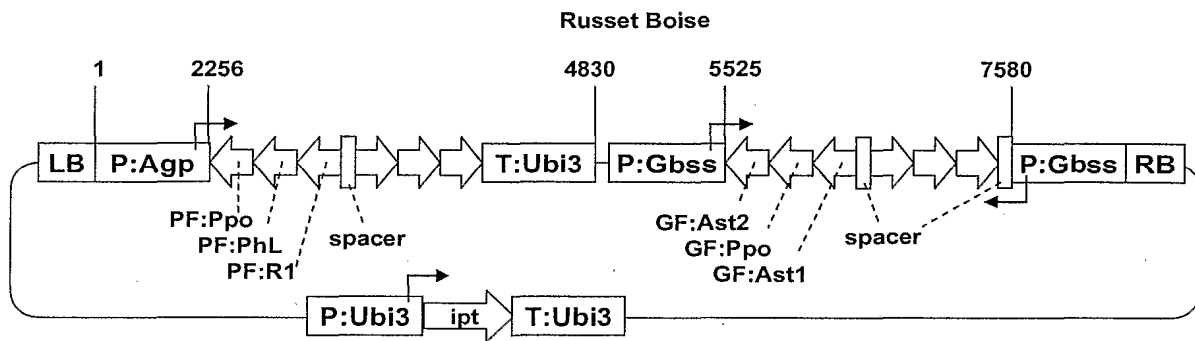 Russet Boise
1 2256 4830 5525 7580
LB P:Agp T:Ubi3 P:Gbss P:Gbss RB
PF:Ppo
PF:PhL
PF:R1
spacer
GF:Ast2
GF:Ppo
GF:Ast1
spacer
P:Ubi3 ipt T:Ubi3